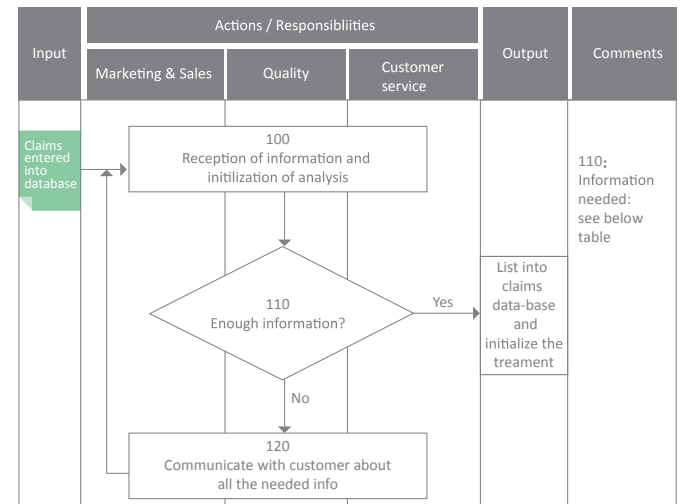 Actions / Responsibliities
Input
Output
Comments
Marketing & Sales
Quality
Customer
service
Claims
entered
into
database
100
Reception of information and
initilization of analysis
110:
Information
needed:
see below
table
110
Enough information?
Yes
List into
claims
data-base
and
initialize the
treament
No
120
Communicate with customer about
all the needed info